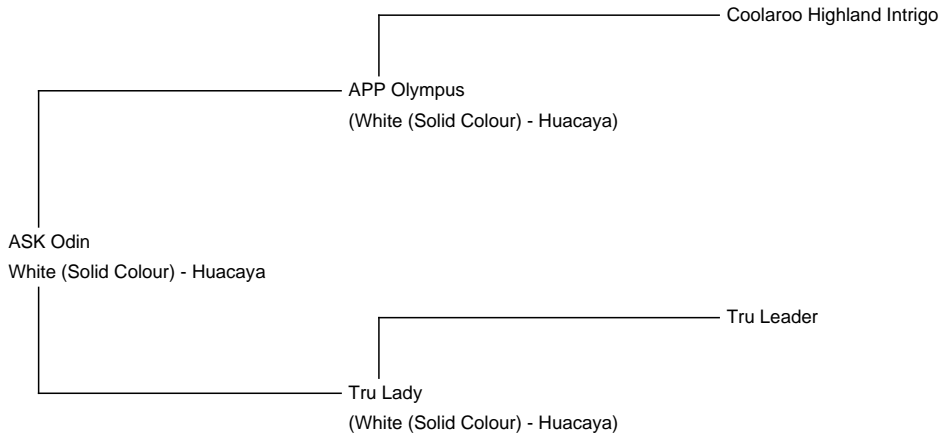 Coolaroo Highland Intrigo
APP Olympus
(White (Solid Colour) - Huacaya)
ASK Odin
White (Solid Colour) - Huacaya
Tru Leader
Tru Lady
(White (Solid Colour) - Huacaya)